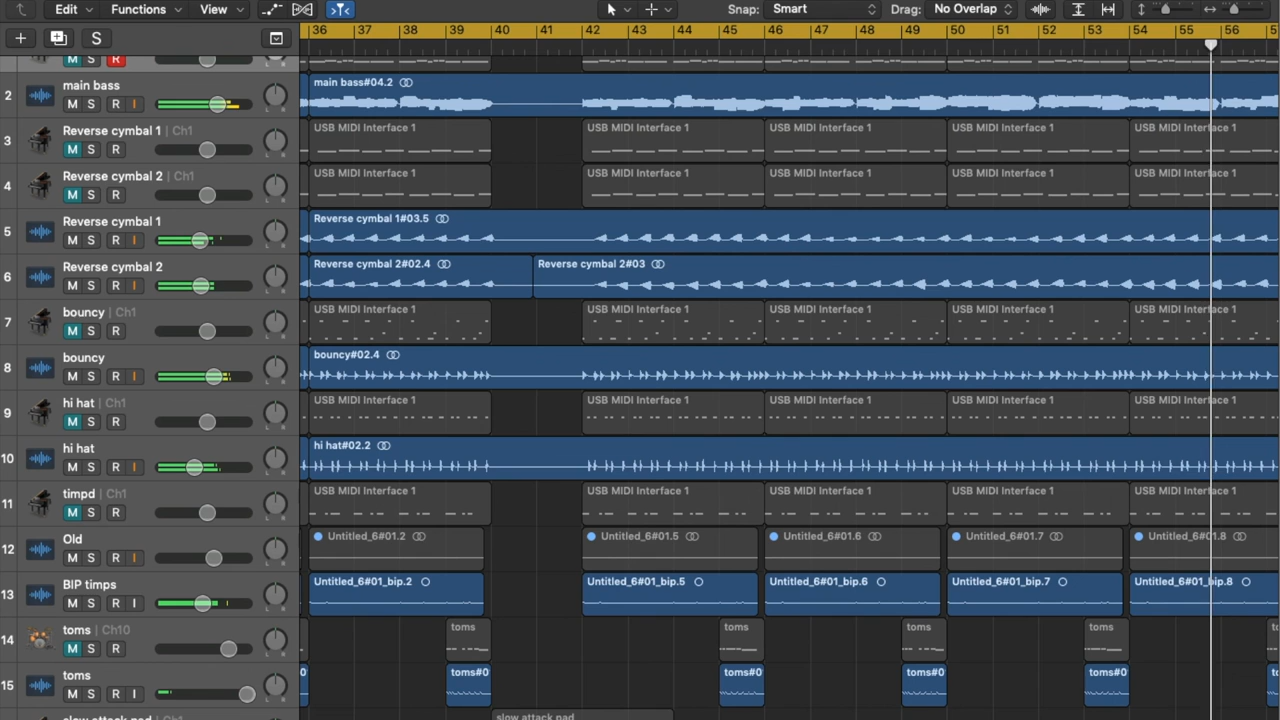 Edit Functions View Snap: Smart Drag: No Overlap
S 36 37 38 39 40 41 42 43 44 45 46 47 48 49 50 51 52 53 54 55 56 5
M S R
2 main bass M S R I main bass#04.2
3 Reverse cymbal 1 | Ch1 M S R USB MIDI Interface 1 USB MIDI Interface 1 USB MIDI Interface 1 USB MIDI Interface 1 USB MIDI Interface 1
4 Reverse cymbal 2 | Ch1 M S R USB MIDI Interface 1 USB MIDI Interface 1 USB MIDI Interface 1 USB MIDI Interface 1 USB MIDI Interface 1
5 Reverse cymbal 1 M S R I Reverse cymbal 1#03.5
6 Reverse cymbal 2 M S R I Reverse cymbal 2#02.4 Reverse cymbal 2#03
7 bouncy | Ch1 M S R USB MIDI Interface 1 USB MIDI Interface 1 USB MIDI Interface 1 USB MIDI Interface 1 USB MIDI Interface 1
8 bouncy M S R I bouncy#02.4
9 hi hat | Ch1 M S R USB MIDI Interface 1 USB MIDI Interface 1 USB MIDI Interface 1 USB MIDI Interface 1 USB MIDI Interface 1
10 hi hat M S R I hi hat#02.2
11 timpd | Ch1 M S R USB MIDI Interface 1 USB MIDI Interface 1 USB MIDI Interface 1 USB MIDI Interface 1 USB MIDI Interface 1
12 Old M S R I Untitled_6#01.2 Untitled_6#01.5 Untitled_6#01.6 Untitled_6#01.7 Untitled_6#01.8
13 BIP timps M S R I Untitled_6#01_bip.2 Untitled_6#01_bip.5 Untitled_6#01_bip.6 Untitled_6#01_bip.7 Untitled_6#01_bip.8
14 toms | Ch10 M S R toms toms toms toms
15 toms M S R I 0 toms#0 toms#0 toms#0 toms#0
slow attack pad | Ch1 slow attack pad